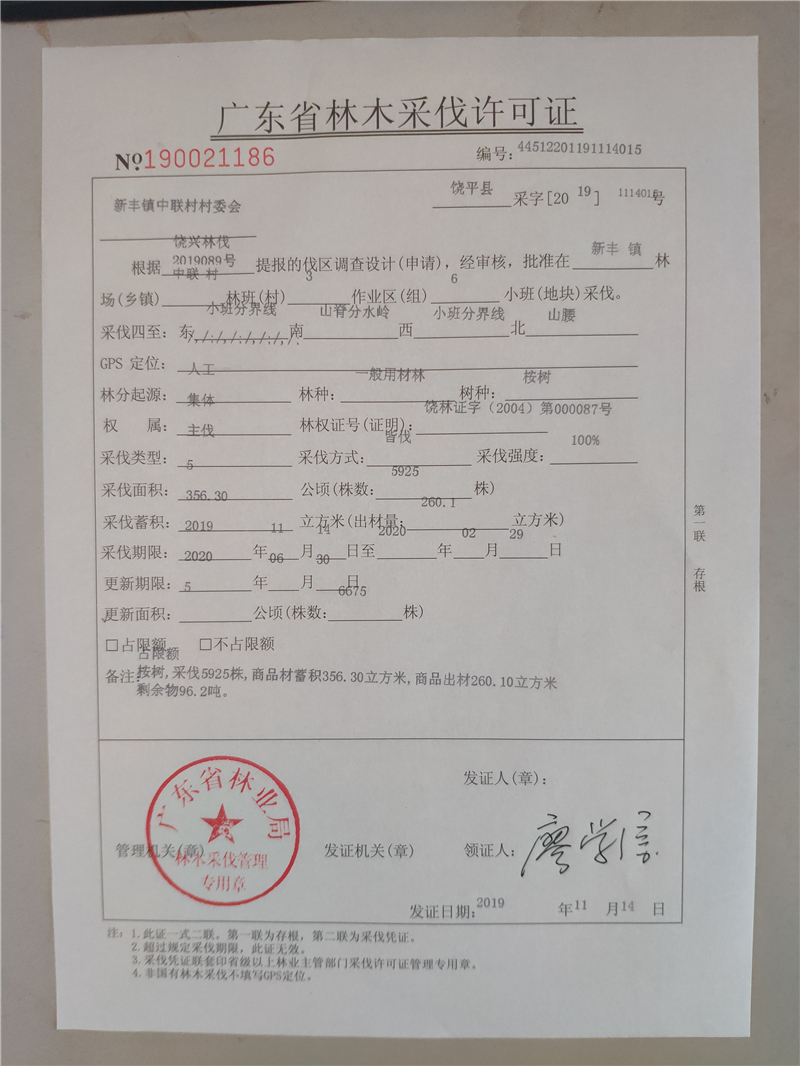 广东省林木采伐许可证
№190021186
编号：44512201191114015
新丰镇中联村村委会
饶平县 采字[20 19] 1114015号
根据 饶兴林伐2019089号 提报的伐区调查设计(申请)，经审核，批准在 新丰 镇 林
场(乡镇) 中联 村 林班(村) 3 作业区(组) 6 小班(地块)采伐。
采伐四至：东 小班分界线 南 山脊分水岭 西 小班分界线 北 山腰
GPS 定位： ,/:/,/:/,/:/,/:
林分起源： 人工 林种： 一般用材林 树种： 桉树
权 属： 集体 林权证号(证明)： 饶林证字（2004）第000087号
采伐类型： 主伐 采伐方式： 皆伐 采伐强度： 100%
采伐面积： 5 公顷(株数： 5925 株)
采伐蓄积： 356.30 立方米(出材量： 260.1 立方米)
采伐期限： 2019 年 11 月 14 日至 2020 年 02 月 29 日
更新期限： 2020 年 06 月 30 日
更新面积： 5 公顷(株数： 6675 株)
□占限额 □不占限额
占限额
备注：桉树,采伐5925株,商品材蓄积356.30立方米,商品出材260.10立方米
剩余物96.2吨。
第一联 存根
发证人(章)：
广东省林业局
林木采伐管理
专用章
管理机关(章) 发证机关(章) 领证人：
发证日期：2019 年11 月14 日
注：1.此证一式二联。第一联为存根，第二联为采伐凭证。
2.超过规定采伐期限，此证无效。
3.采伐凭证联套印省级以上林业主管部门采伐许可证管理专用章。
4.非国有林木采伐不填写GPS定位。